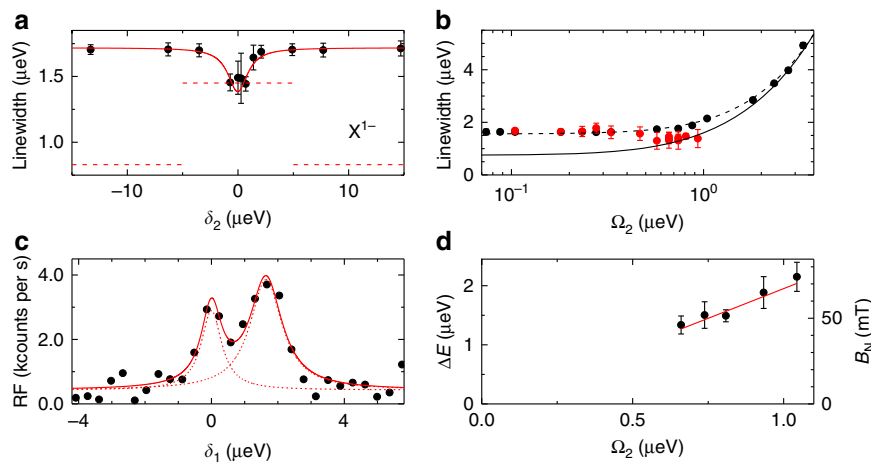 a
Linewidth (μeV)
1.5
1.0
X¹⁻
−10
0
10
δ₂ (μeV)
b
Linewidth (μeV)
6
4
2
0
10⁻¹
10⁰
Ω₂ (μeV)
c
RF (kcounts per s)
4.0
2.0
0.0
−4
0
4
δ₁ (μeV)
d
ΔE (μeV)
2
1
0
0.0
0.5
1.0
Ω₂ (μeV)
50
0
B_N (mT)